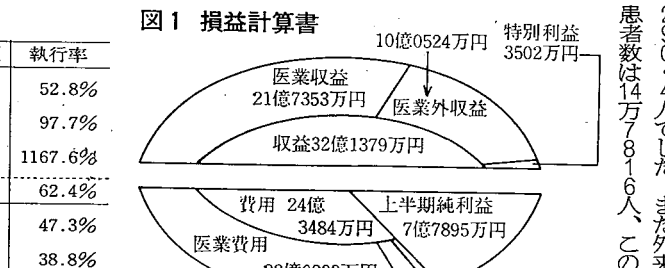 患者数は14万7816人、この
図1 損益計算書
特別利益
3502万円
10億0524万円
医業収益
21億7353万円
医業外収益
収益32億1379万円
費用 24億
3484万円
上半期純利益
7億7895万円
医業費用
執行率
52.8%
97.7%
1167.6%
62.4%
47.3%
38.8%